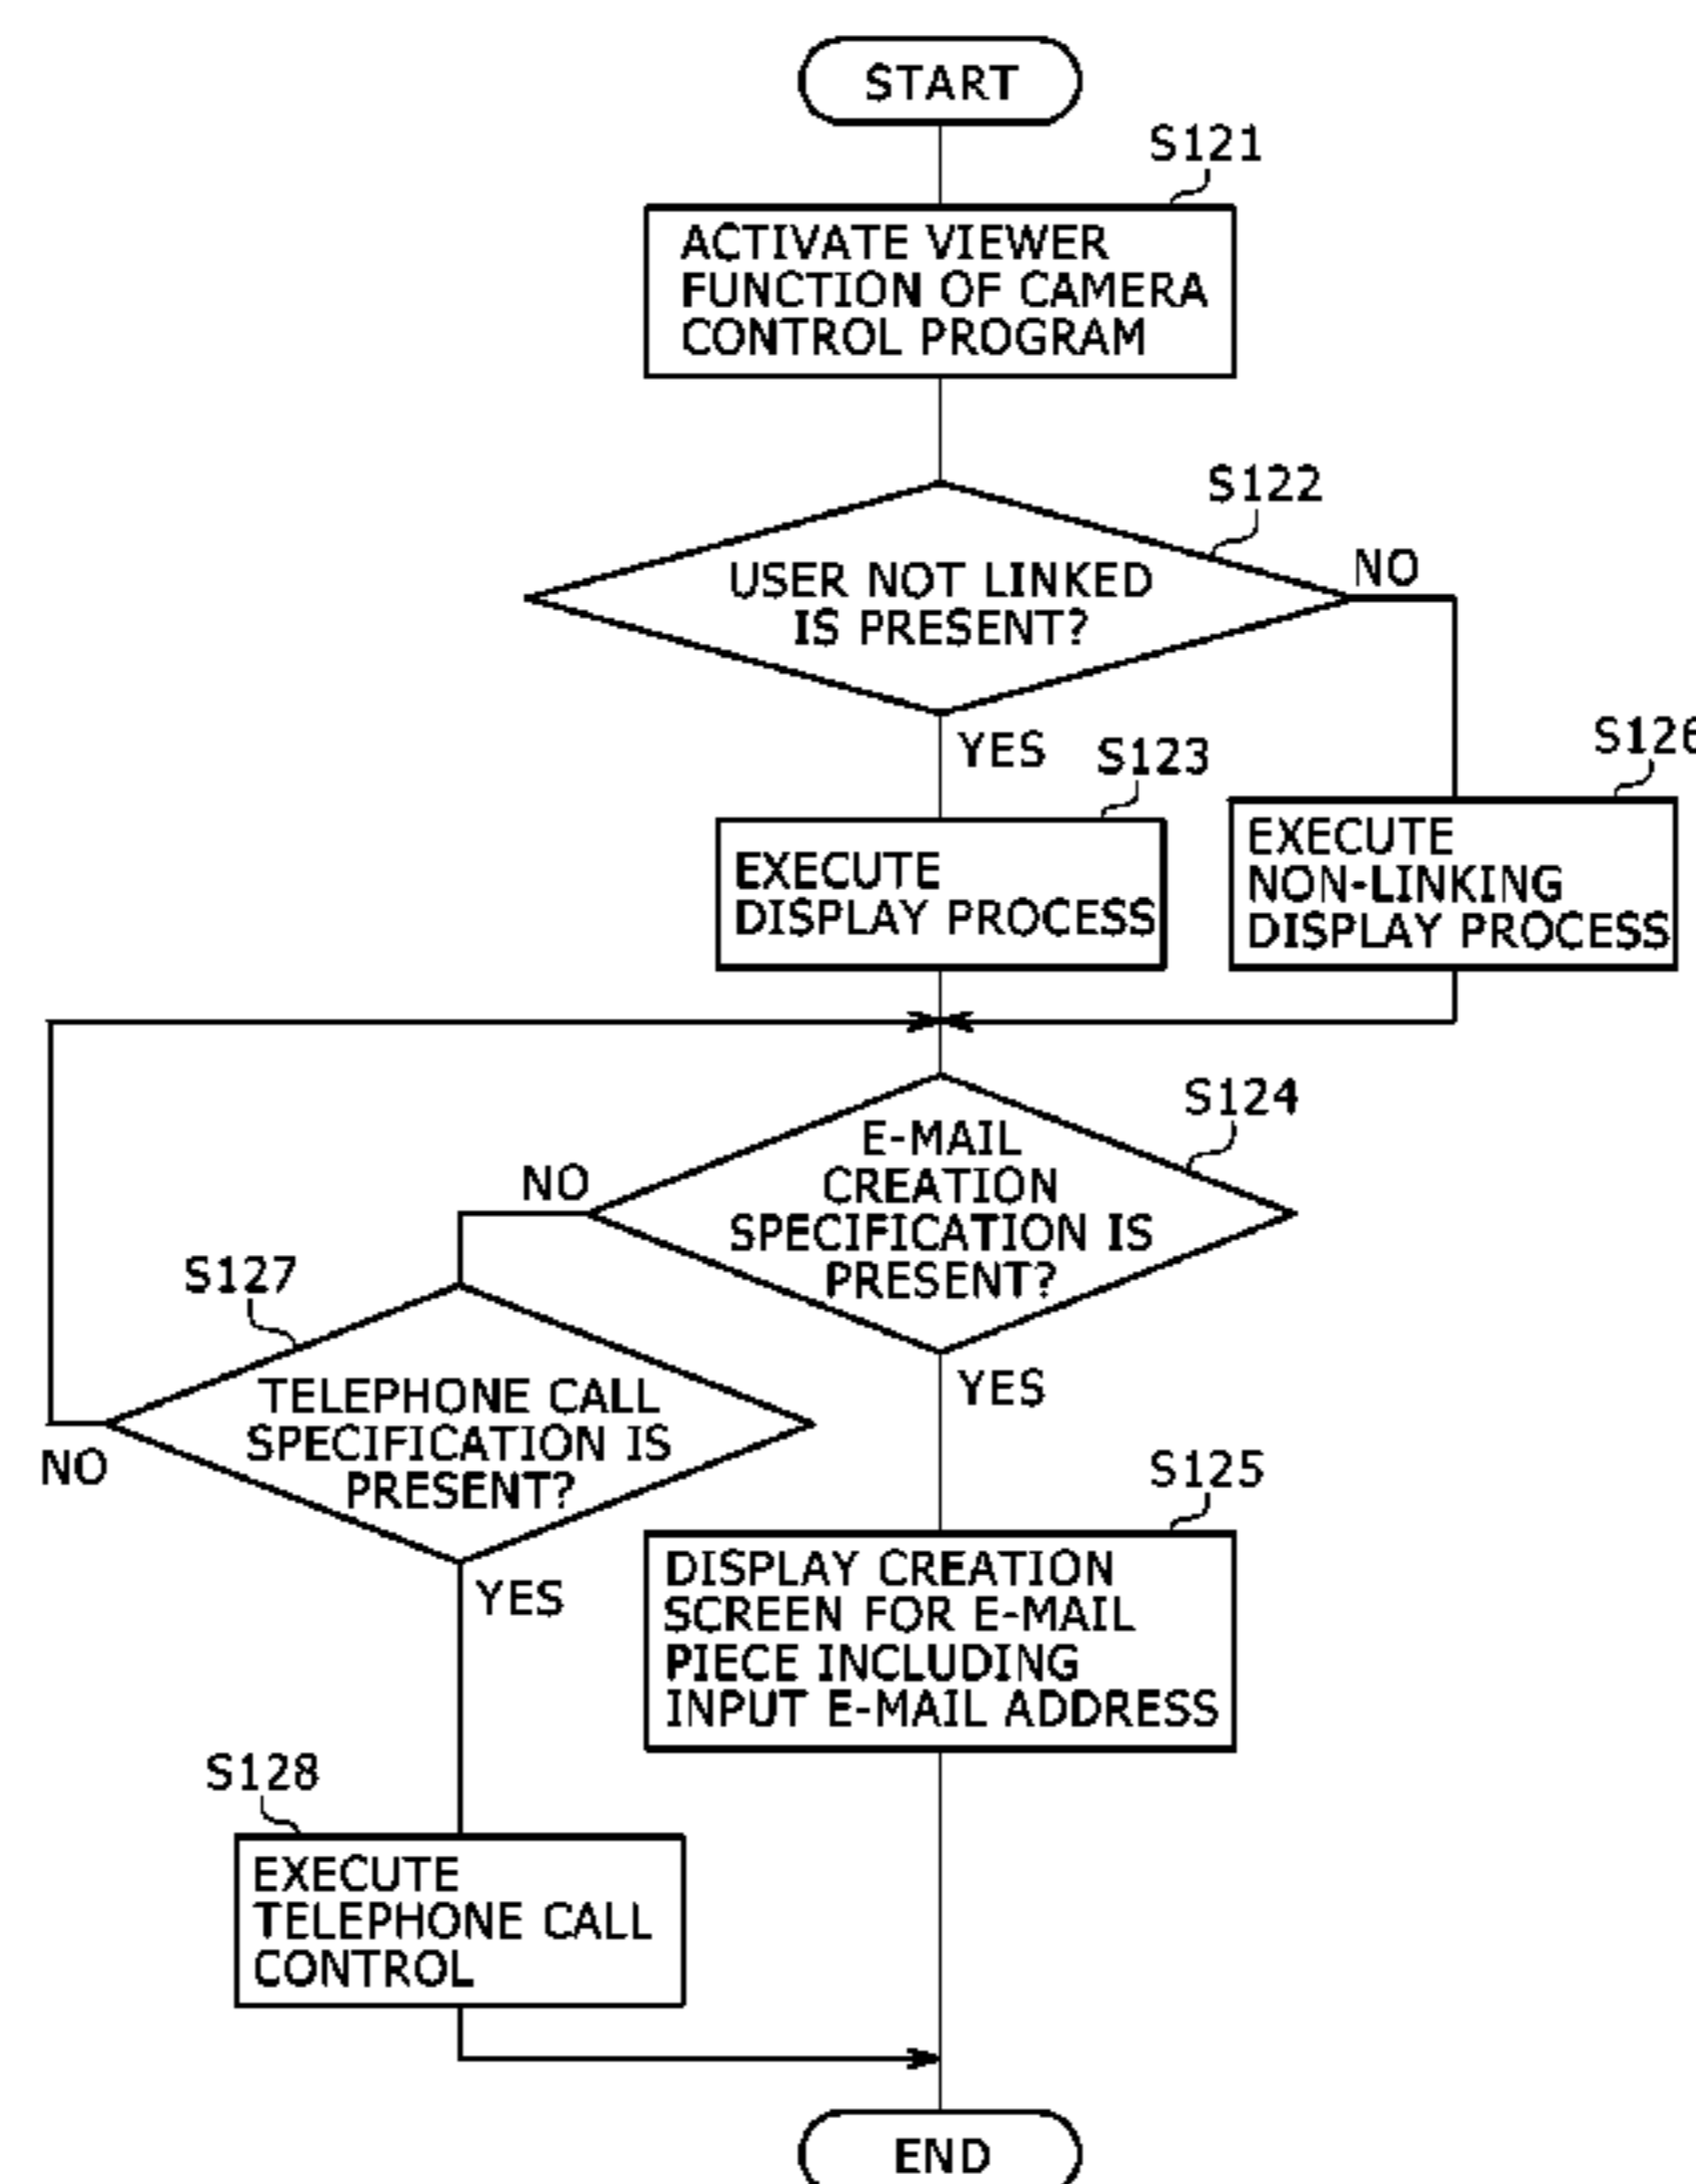 START
S121
ACTIVATE VIEWER
FUNCTION OF CAMERA
CONTROL PROGRAM
S122
USER NOT LINKED
IS PRESENT?
NO
YES
S123
EXECUTE
DISPLAY PROCESS
S126
EXECUTE
NON-LINKING
DISPLAY PROCESS
S124
E-MAIL
CREATION
SPECIFICATION IS
PRESENT?
NO
YES
S127
TELEPHONE CALL
SPECIFICATION IS
PRESENT?
NO
YES
S125
DISPLAY CREATION
SCREEN FOR E-MAIL
PIECE INCLUDING
INPUT E-MAIL ADDRESS
S128
EXECUTE
TELEPHONE CALL
CONTROL
END